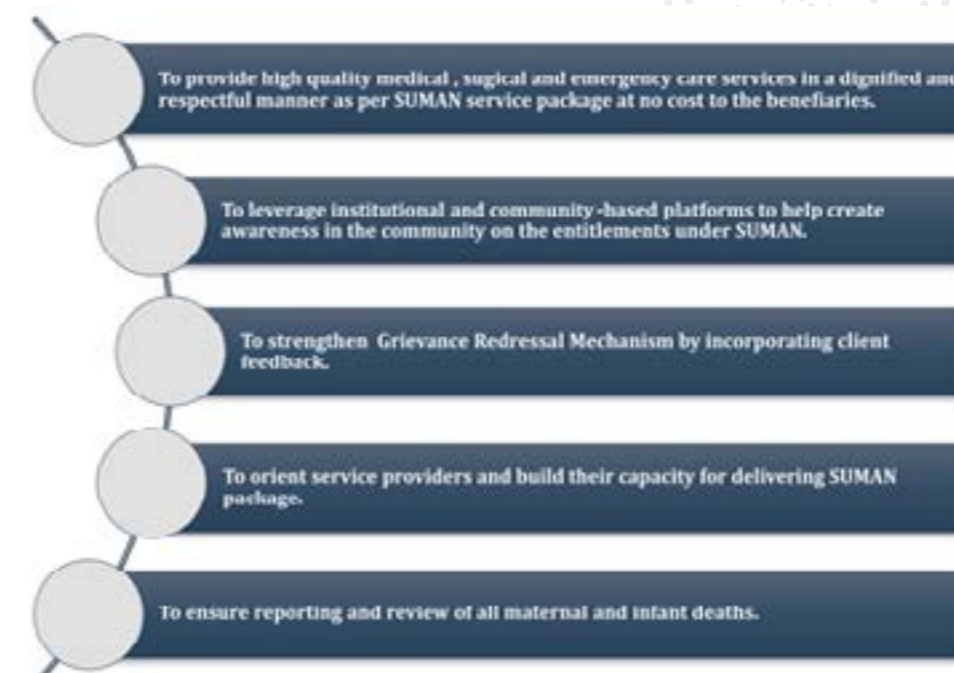 To provide high quality medical , sugical and emergency care services in a dignified and
respectful manner as per SUMAN service package at no cost to the benefiaries.
To leverage institutional and community -based platforms to help create
awareness in the community on the entitlements under SUMAN.
To strengthen Grievance Redressal Mechanism by incorporating client
feedback.
To orient service providers and build their capacity for delivering SUMAN
package.
To ensure reporting and review of all maternal and infant deaths.